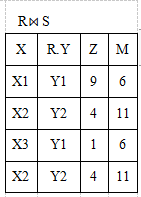 R⋈S
X R.Y Z M
X1 Y1 9 6
X2 Y2 4 11
X3 Y1 1 6
X2 Y2 4 11